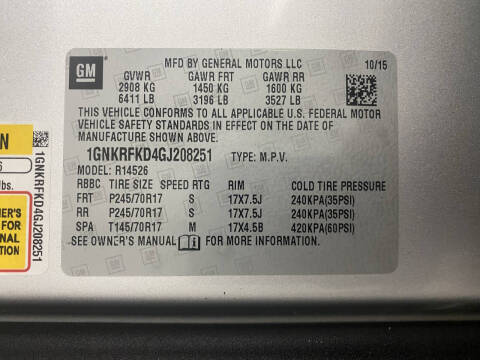 GM
MFD BY GENERAL MOTORS LLC 10/15
GVWR GAWR FRT GAWR RR
2908 KG 1450 KG 1600 KG
6411 LB 3196 LB 3527 LB
THIS VEHICLE CONFORMS TO ALL APPLICABLE U.S. FEDERAL MOTOR
VEHICLE SAFETY STANDARDS IN EFFECT ON THE DATE OF
MANUFACTURE SHOWN ABOVE.
1GNKRFKD4GJ208251 TYPE: M.P.V.
MODEL: R14526
RBBC TIRE SIZE SPEED RTG RIM COLD TIRE PRESSURE
FRT P245/70R17 S 17X7.5J 240KPA(35PSI)
RR P245/70R17 S 17X7.5J 240KPA(35PSI)
SPA T145/70R17 M 17X4.5B 420KPA(60PSI)
SEE OWNER'S MANUAL FOR MORE INFORMATION
1GNKRFKD4GJ208251
lbs.
FOR